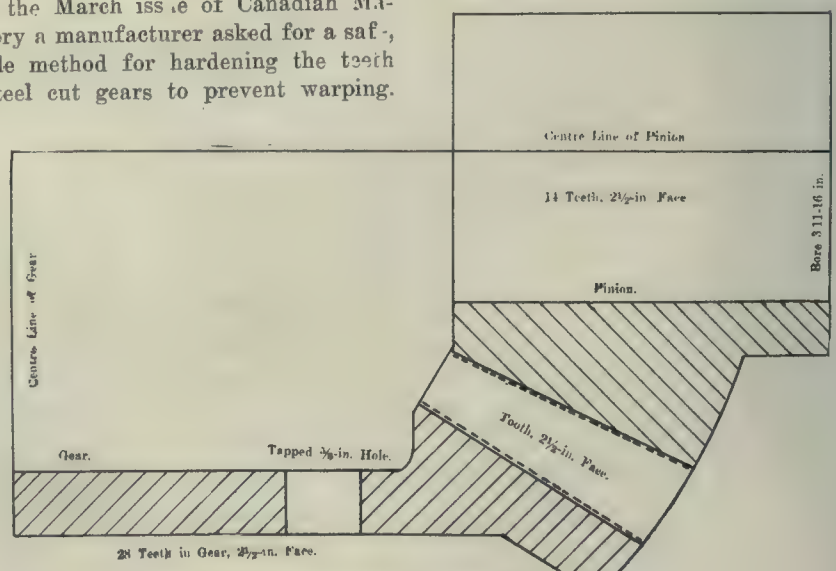 the March issue of Canadian Ma-
ory a manufacturer asked for a saf-,
le method for hardening the teeth
teel cut gears to prevent warping.
Centre Line of Pinion
14 Teeth. 2½-in Face
Bore 3 11-16 in.
Pinion.
Centre Line of Gear
Tooth, 2½-in. Face.
Gear.
Tapped ⅝-in. Hole.
28 Teeth in Gear, 2½-in. Face.